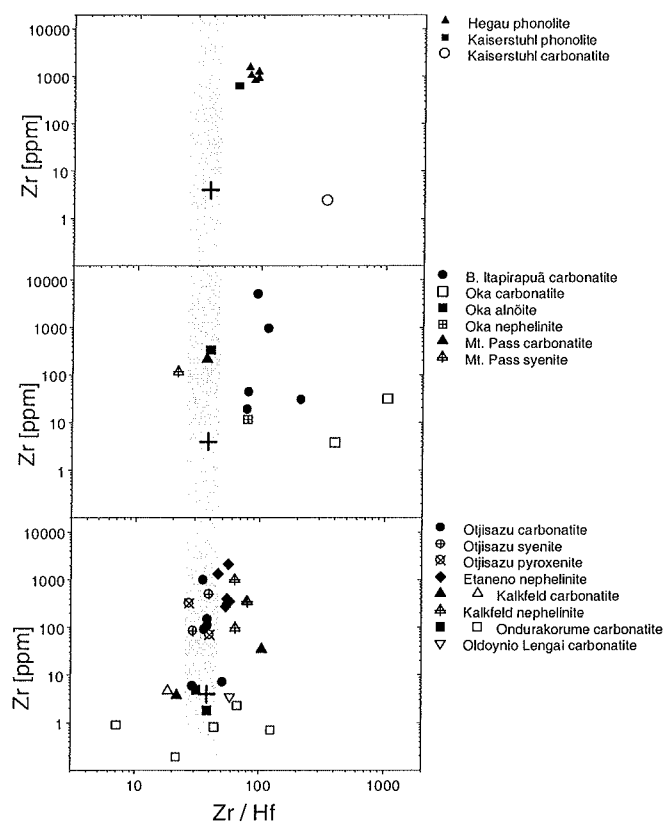 10000
1000
100
10
1
Zr [ppm]
Hegau phonolite
Kaiserstuhl phonolite
Kaiserstuhl carbonatite
10000
1000
100
10
1
Zr [ppm]
B. Itapirapuã carbonatite
Oka carbonatite
Oka alnöite
Oka nephelinite
Mt. Pass carbonatite
Mt. Pass syenite
10000
1000
100
10
1
Zr [ppm]
Otjisazu carbonatite
Otjisazu syenite
Otjisazu pyroxenite
Etaneno nephelinite
Kalkfeld carbonatite
Kalkfeld nephelinite
Ondurakorume carbonatite
Oldoynio Lengai carbonatite
10 100 1000
Zr / Hf